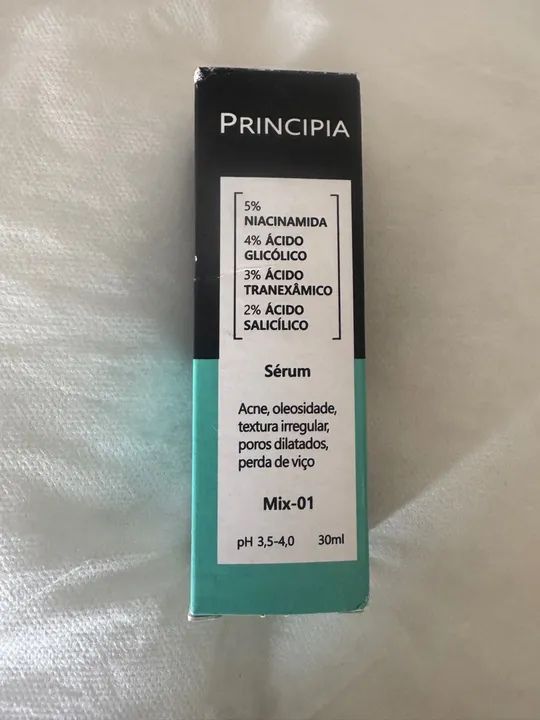 PRINCIPIA
5%
NIACINAMIDA
4% ÁCIDO
GLICÓLICO
3% ÁCIDO
TRANEXÂMICO
2% ÁCIDO
SALICÍLICO
Sérum
Acne, oleosidade,
textura irregular,
poros dilatados,
perda de viço
Mix-01
pH 3,5-4,0 30ml